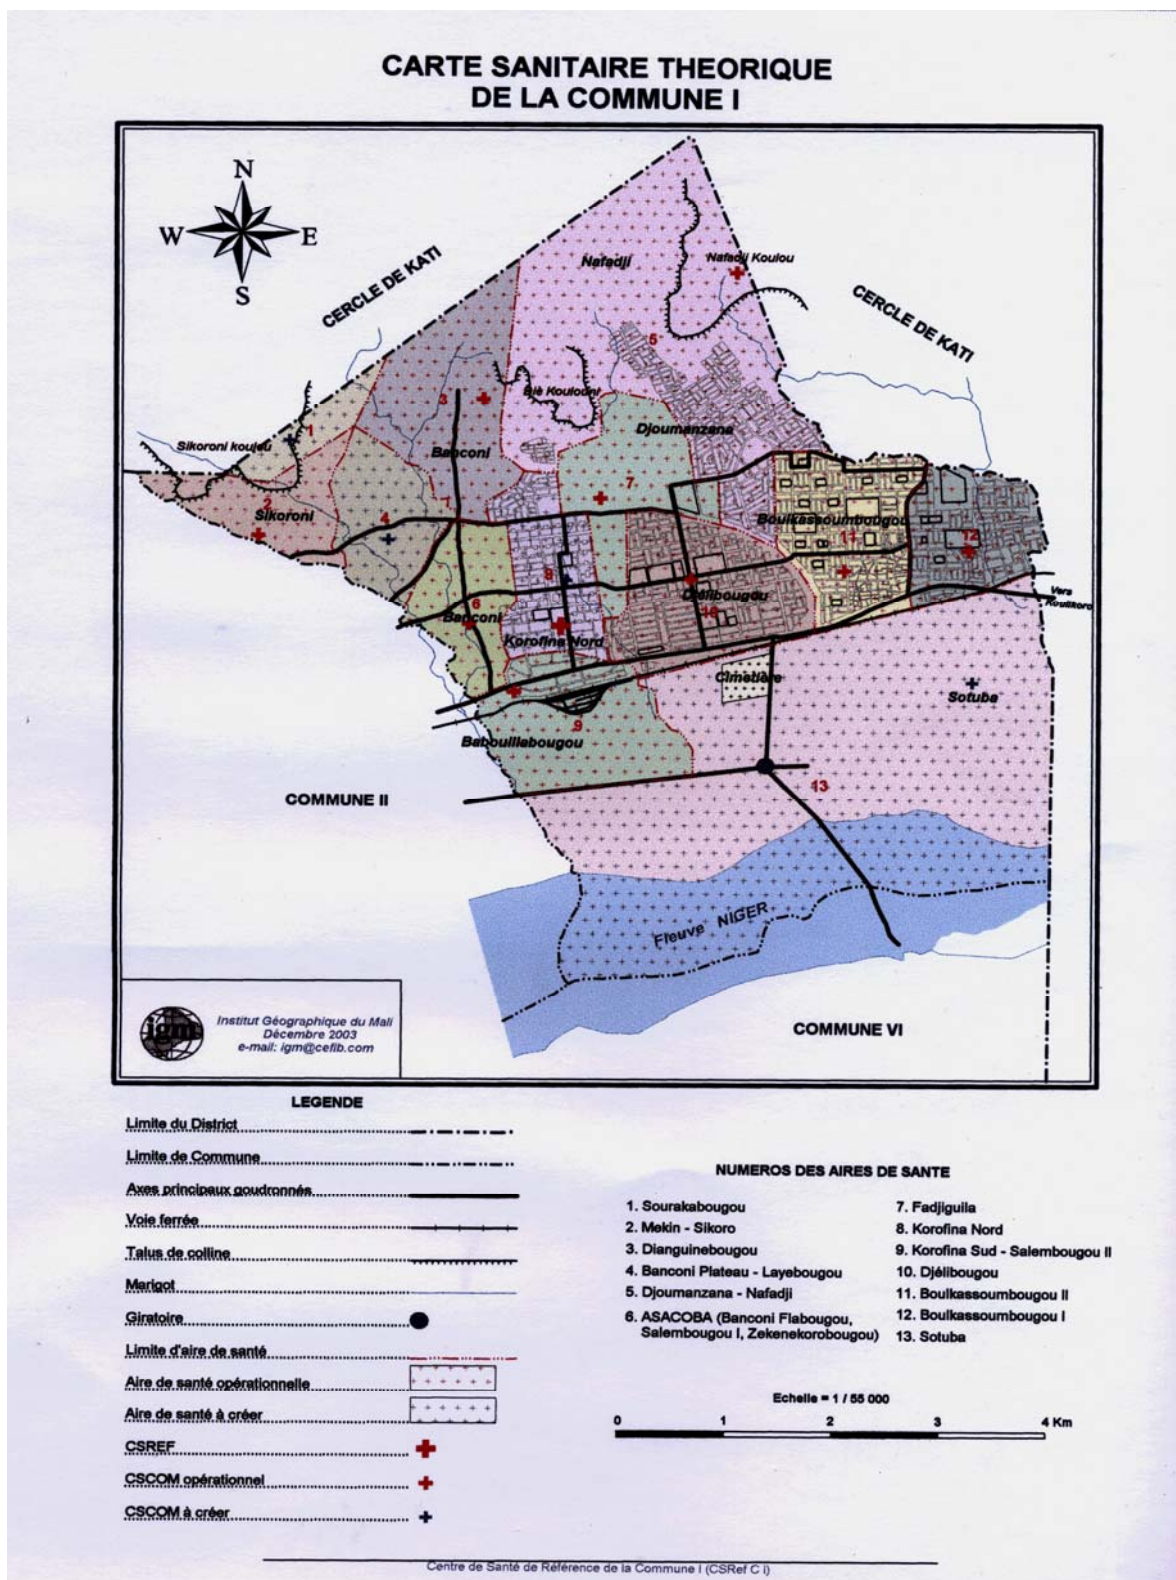 CARTE SANITAIRE THEORIQUE
DE LA COMMUNE I
N
W
E
S
CERCLE DE KATI
CERCLE DE KATI
Nafadji
Nafadji Koulou
5
3
Biè Koulouni
Djoumanzana
1
Sikoroni koulou
Banconi
2
Sikoroni
4
7
Boulkassoumbougou
11
12
8
Djélibougou
10
6
Banconi
Korofina Nord
Vers
Koulikoro
Cimetière
Sotuba
9
Babouillabougou
13
COMMUNE II
Fleuve NIGER
COMMUNE VI
igm
Institut Géographique du Mali
Décembre 2003
e-mail: igm@cefib.com
LEGENDE
Limite du District
Limite de Commune
Axes principaux goudronnés
Voie ferrée
Talus de colline
Marigot
Giratoire
Limite d'aire de santé
Aire de santé opérationnelle
Aire de santé à créer
CSREF
CSCOM opérationnel
CSCOM à créer
NUMEROS DES AIRES DE SANTE
1. Sourakabougou
2. Mekin - Sikoro
3. Dianguinebougou
4. Banconi Plateau - Layebougou
5. Djoumanzana - Nafadji
6. ASACOBA (Banconi Flabougou,
Salembougou I, Zekenekorobougou)
7. Fadjiguila
8. Korofina Nord
9. Korofina Sud - Salembougou II
10. Djélibougou
11. Boulkassoumbougou II
12. Boulkassoumbougou I
13. Sotuba
Echelle = 1 / 55 000
0 1 2 3 4 Km
Centre de Santé de Référence de la Commune I (CSRef C I)